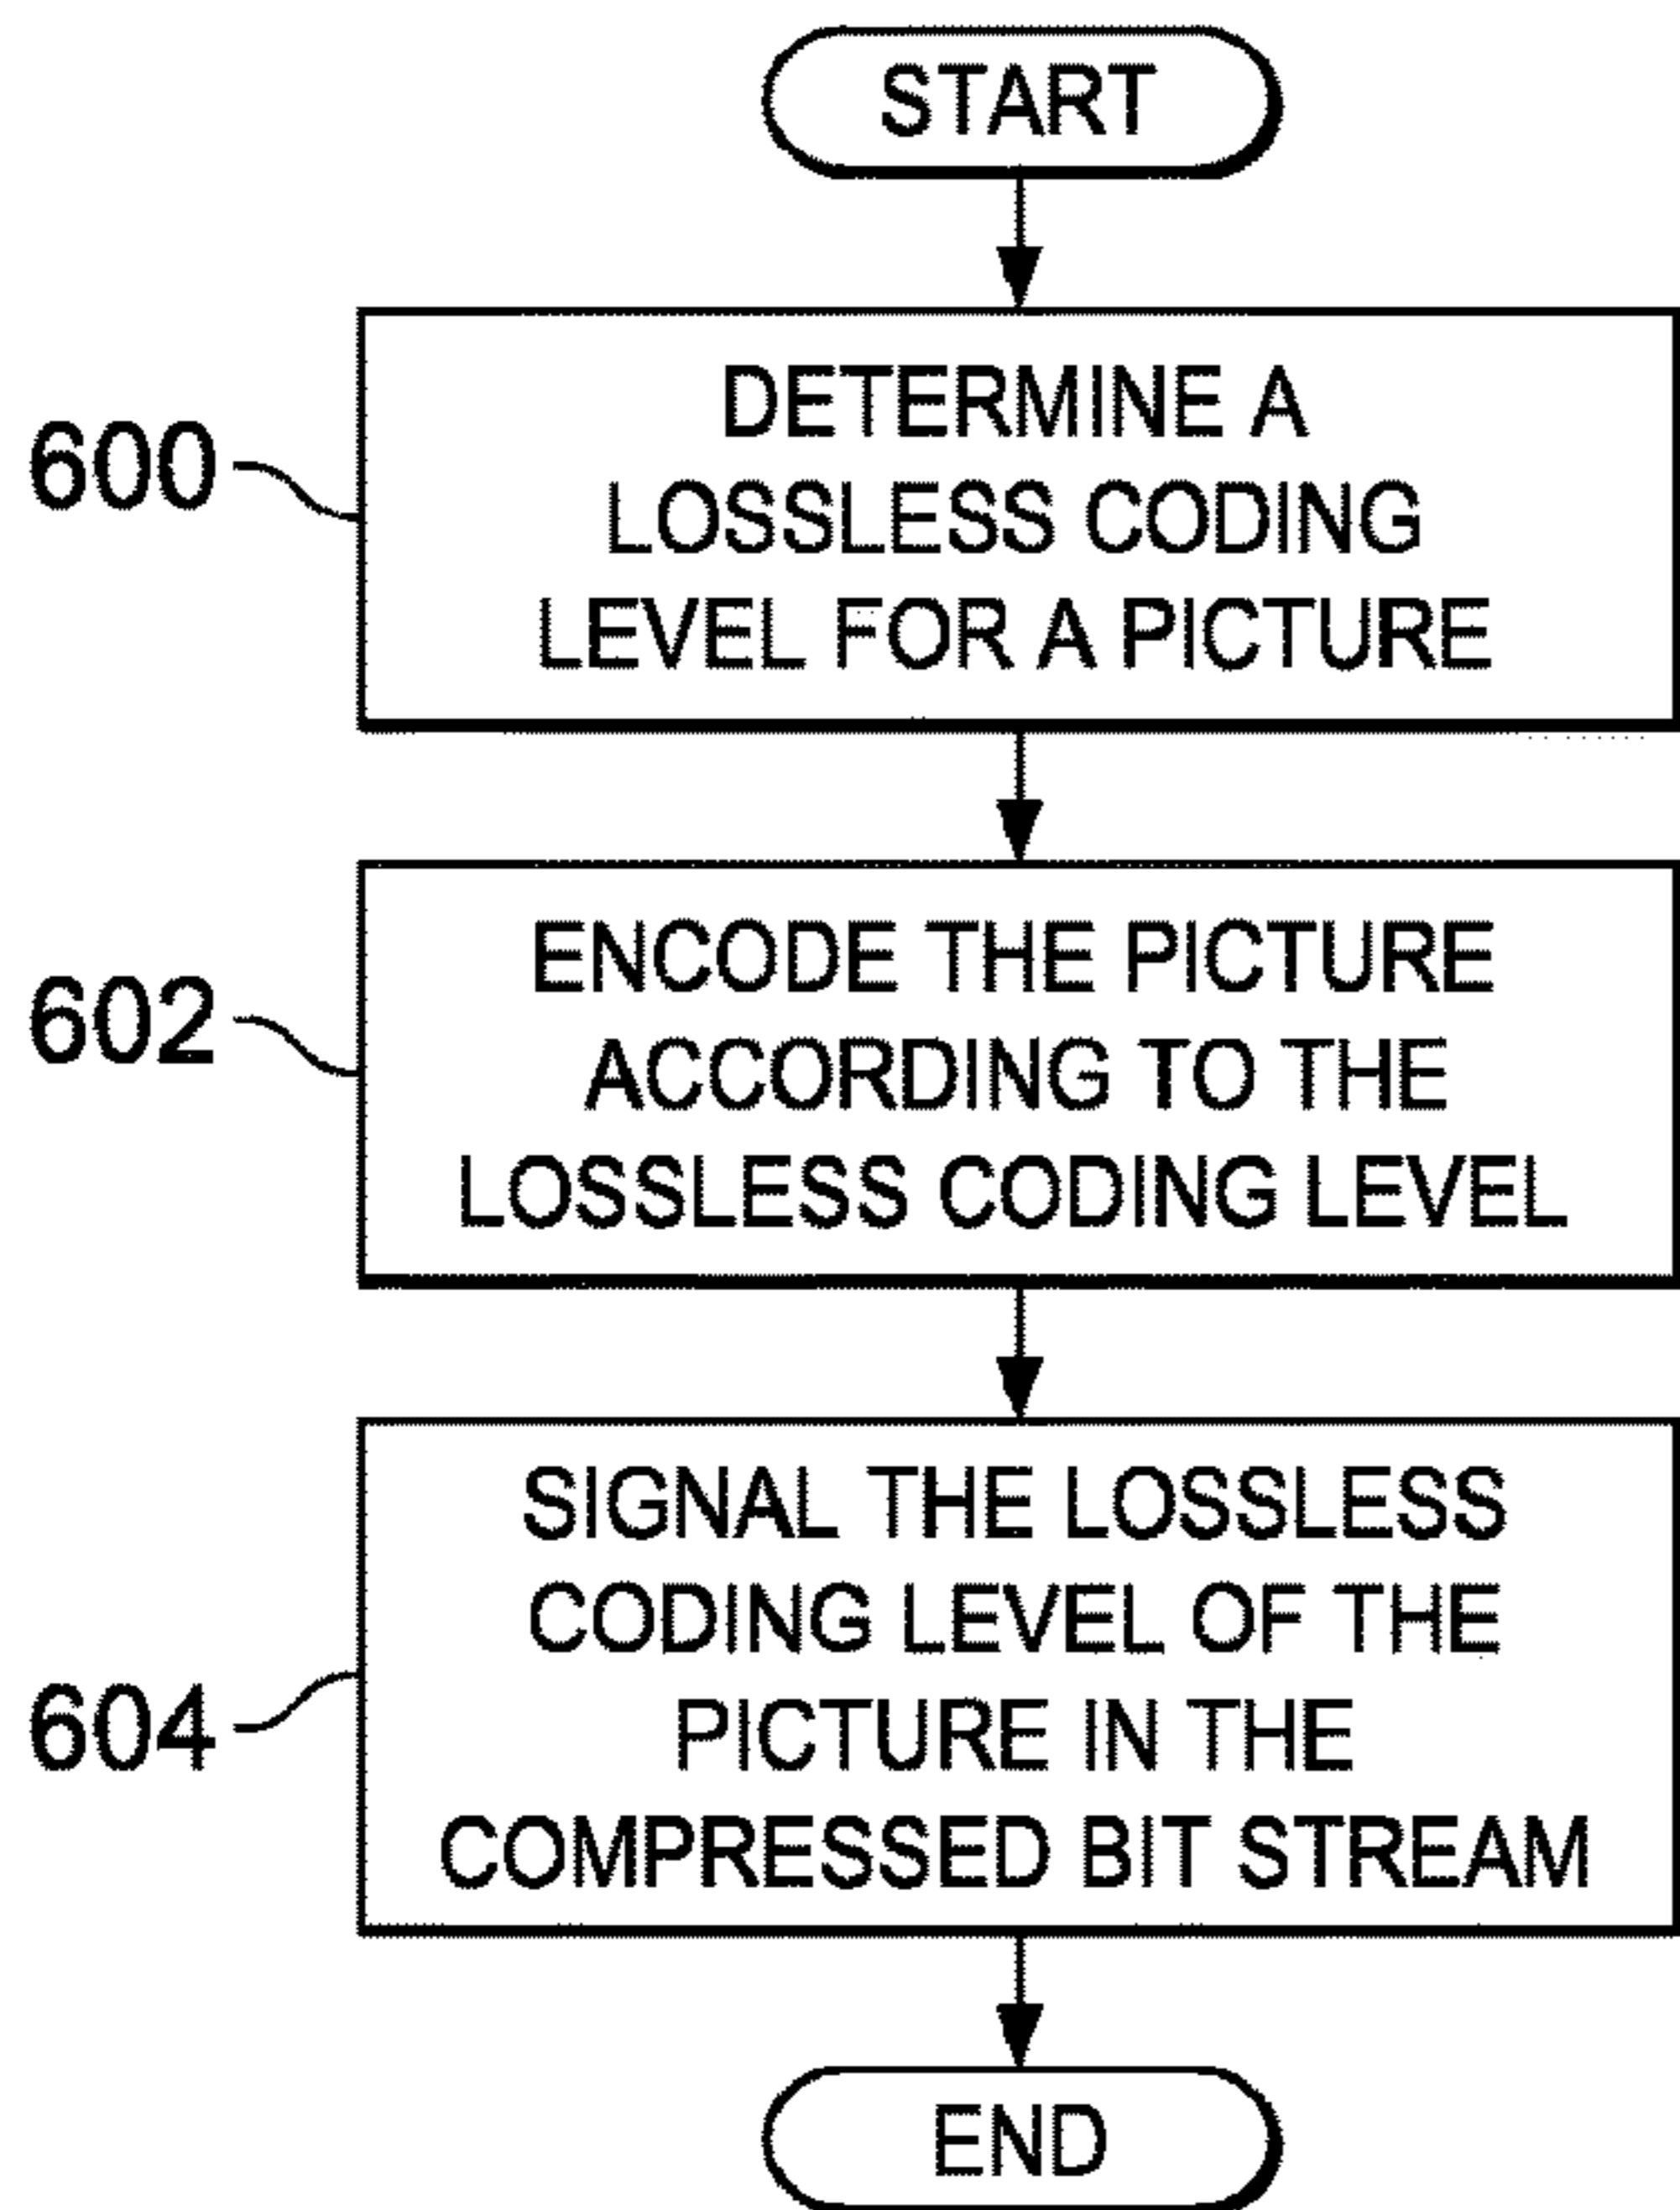 START
600
DETERMINE A
LOSSLESS CODING
LEVEL FOR A PICTURE
602
ENCODE THE PICTURE
ACCORDING TO THE
LOSSLESS CODING LEVEL
604
SIGNAL THE LOSSLESS
CODING LEVEL OF THE
PICTURE IN THE
COMPRESSED BIT STREAM
END